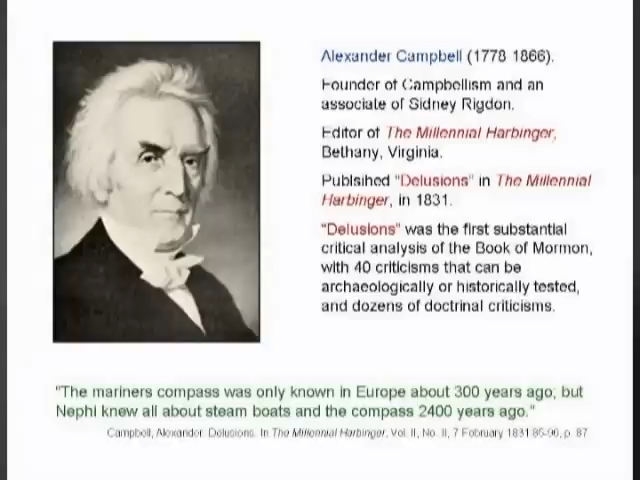 Alexander Campbell (1778 1866).
Founder of Campbellism and an
associate of Sidney Rigdon.
Editor of The Millennial Harbinger,
Bethany, Virginia.
Publsihed "Delusions" in The Millennial
Harbinger, in 1831.
"Delusions" was the first substantial
critical analysis of the Book of Mormon,
with 40 criticisms that can be
archaeologically or historically tested,
and dozens of doctrinal criticisms.
"The mariners compass was only known in Europe about 300 years ago; but
Nephi knew all about steam boats and the compass 2400 years ago."
Campbell, Alexander. Delusions. In The Millennial Harbinger, Vol. II, No. II, 7 February 1831:85-96, p. 87